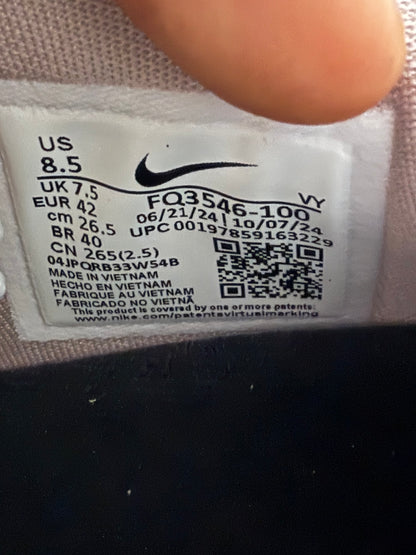 US
8.5
UK 7.5
EUR 42
cm 26.5
BR 40
CN 265(2.5)
VY
FQ3546-100
06/21/24 | 10/07/24
UPC 00197859163229
04JPQRB33W54B
MADE IN VIETNAM
HECHO EN VIETNAM
FABRIQUE AU VIETNAM
FABRICADO NO VIETNÃ
This product is covered by one or more patents:
www.nike.com/patentsvirtualmarking